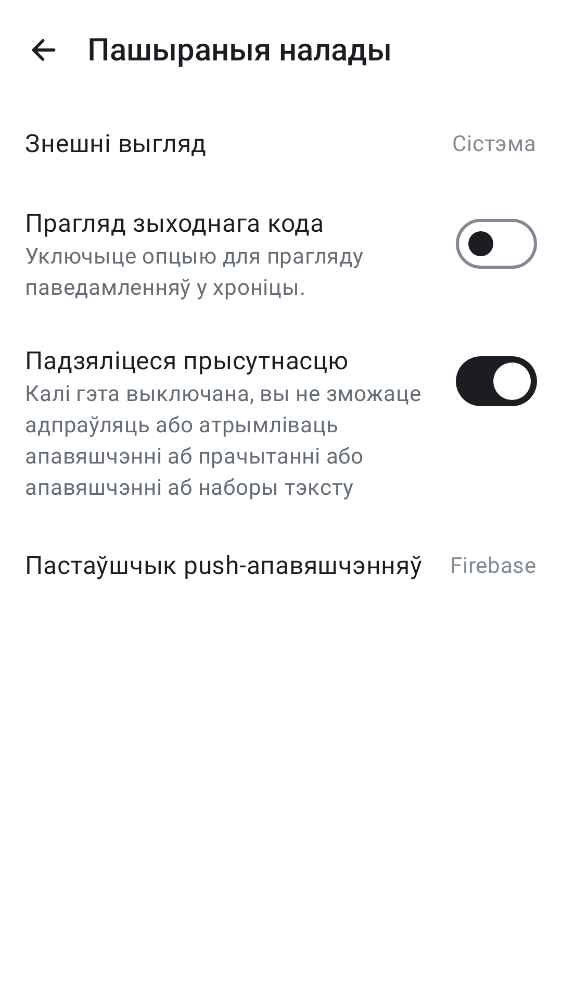 Пашыраныя налады
Знешні выгляд Сістэма
Прагляд зыходнага кода
Уключыце опцыю для прагляду
паведамленняў у хроніцы.
Падзяліцеся прысутнасцю
Калі гэта выключана, вы не зможаце
адпраўляць або атрымліваць
апавяшчэнні аб прачытанні або
апавяшчэнні аб наборы тэксту
Пастаўшчык push-апавяшчэнняў Firebase